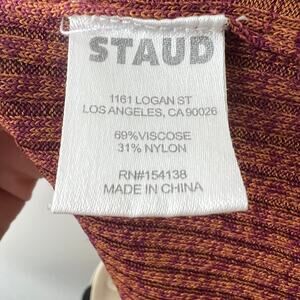 STAUD
1161 LOGAN ST
LOS ANGELES, CA 90026
69%VISCOSE
31% NYLON
RN#154138
MADE IN CHINA